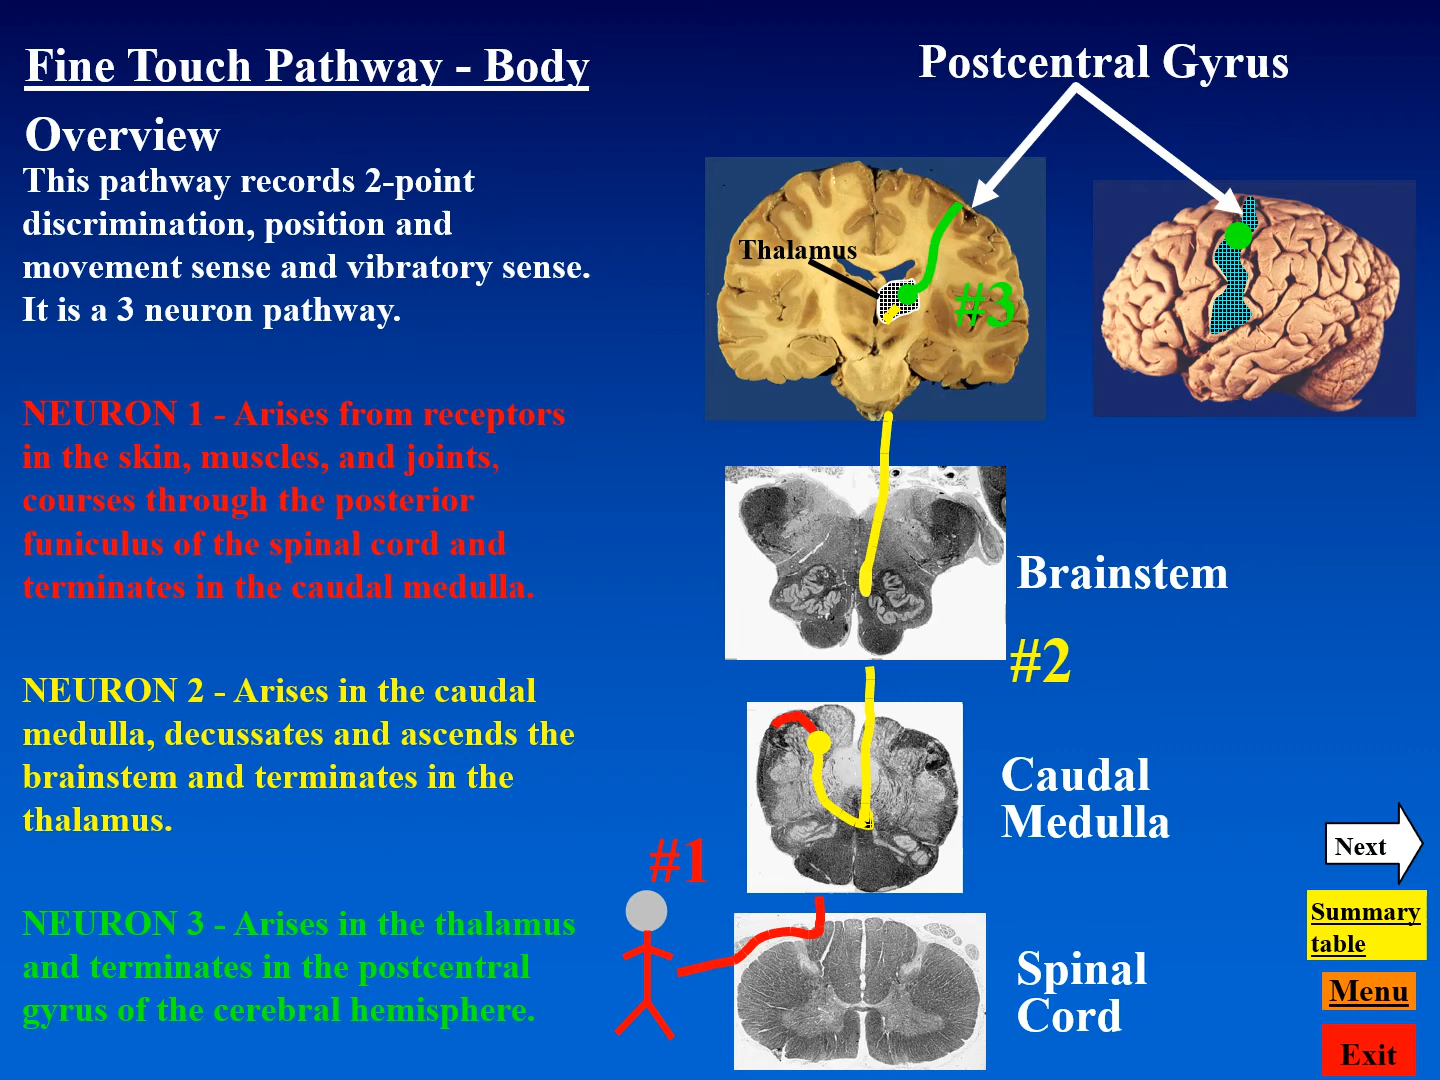 Fine Touch Pathway - Body
Overview
This pathway records 2-point
discrimination, position and
movement sense and vibratory sense.
It is a 3 neuron pathway.
NEURON 1 - Arises from receptors
in the skin, muscles, and joints,
courses through the posterior
funiculus of the spinal cord and
terminates in the caudal medulla.
NEURON 2 - Arises in the caudal
medulla, decussates and ascends the
brainstem and terminates in the
thalamus.
NEURON 3 - Arises in the thalamus
and terminates in the postcentral
gyrus of the cerebral hemisphere.
Postcentral Gyrus
Thalamus
#3
Brainstem
#2
Caudal
Medulla
#1
Spinal
Cord
Next
Summary
table
Menu
Exit